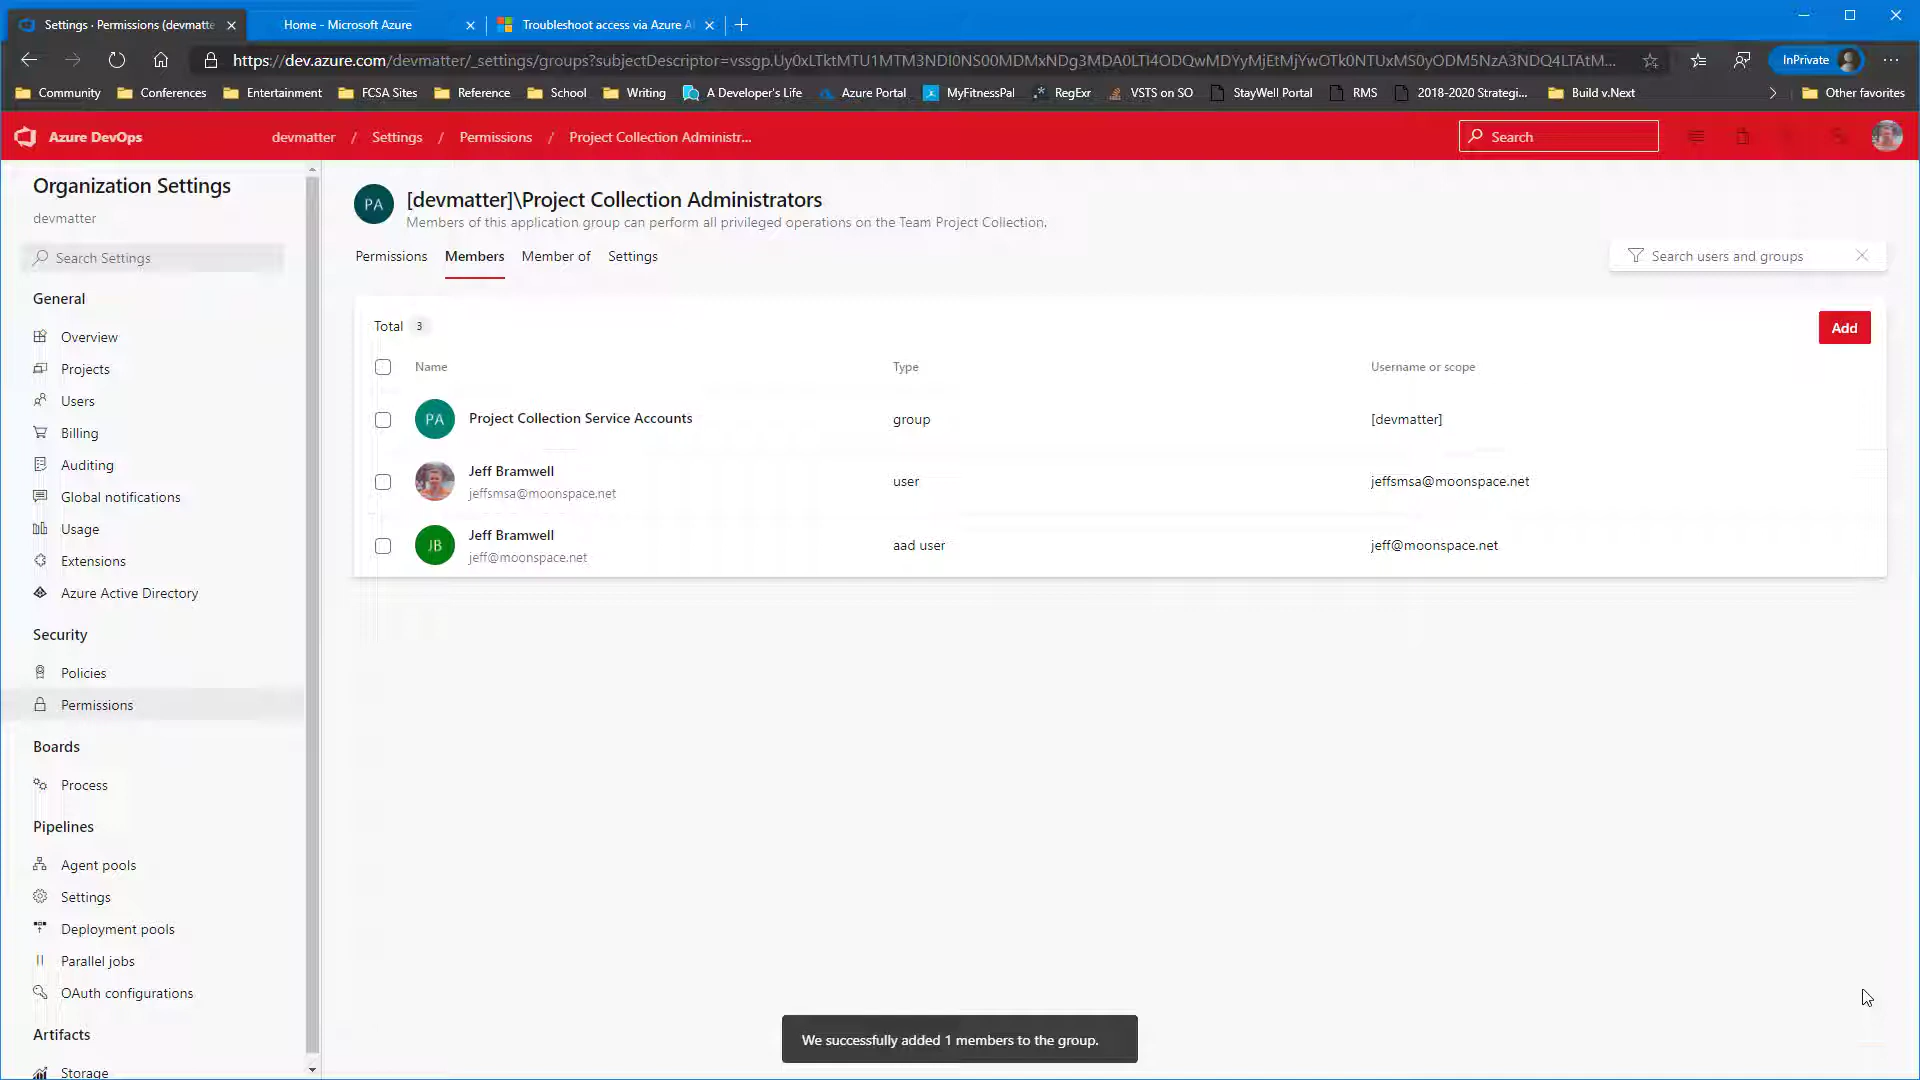 Settings · Permissions (devmatte
Home - Microsoft Azure
Troubleshoot access via Azure A
https://dev.azure.com/devmatter/_settings/groups?subjectDescriptor=vssgp.Uy0xLTktMTU1MTM3NDI0NS00MDMxNDg3MDA0LTI4ODQwMDYyMjEtMjYwOTk0NTUxMS0yODM5NzA3NDQ4LTAtM...
InPrivate
Community
Conferences
Entertainment
FCSA Sites
Reference
School
Writing
A Developer's Life
Azure Portal
MyFitnessPal
RegExr
VSTS on SO
StayWell Portal
RMS
2018-2020 Strategi...
Build v.Next
Other favorites
Azure DevOps
devmatter / Settings / Permissions / Project Collection Administr...
Search
Organization Settings
devmatter
Search Settings
General
Overview
Projects
Users
Billing
Auditing
Global notifications
Usage
Extensions
Azure Active Directory
Security
Policies
Permissions
Boards
Process
Pipelines
Agent pools
Settings
Deployment pools
Parallel jobs
OAuth configurations
Artifacts
Storage
PA
[devmatter]\Project Collection Administrators
Members of this application group can perform all privileged operations on the Team Project Collection.
Permissions
Members
Member of
Settings
Search users and groups
Total 3
Add
Name
Type
Username or scope
PA
Project Collection Service Accounts
group
[devmatter]
Jeff Bramwell
jeffsmsa@moonspace.net
user
jeffsmsa@moonspace.net
JB
Jeff Bramwell
jeff@moonspace.net
aad user
jeff@moonspace.net
We successfully added 1 members to the group.